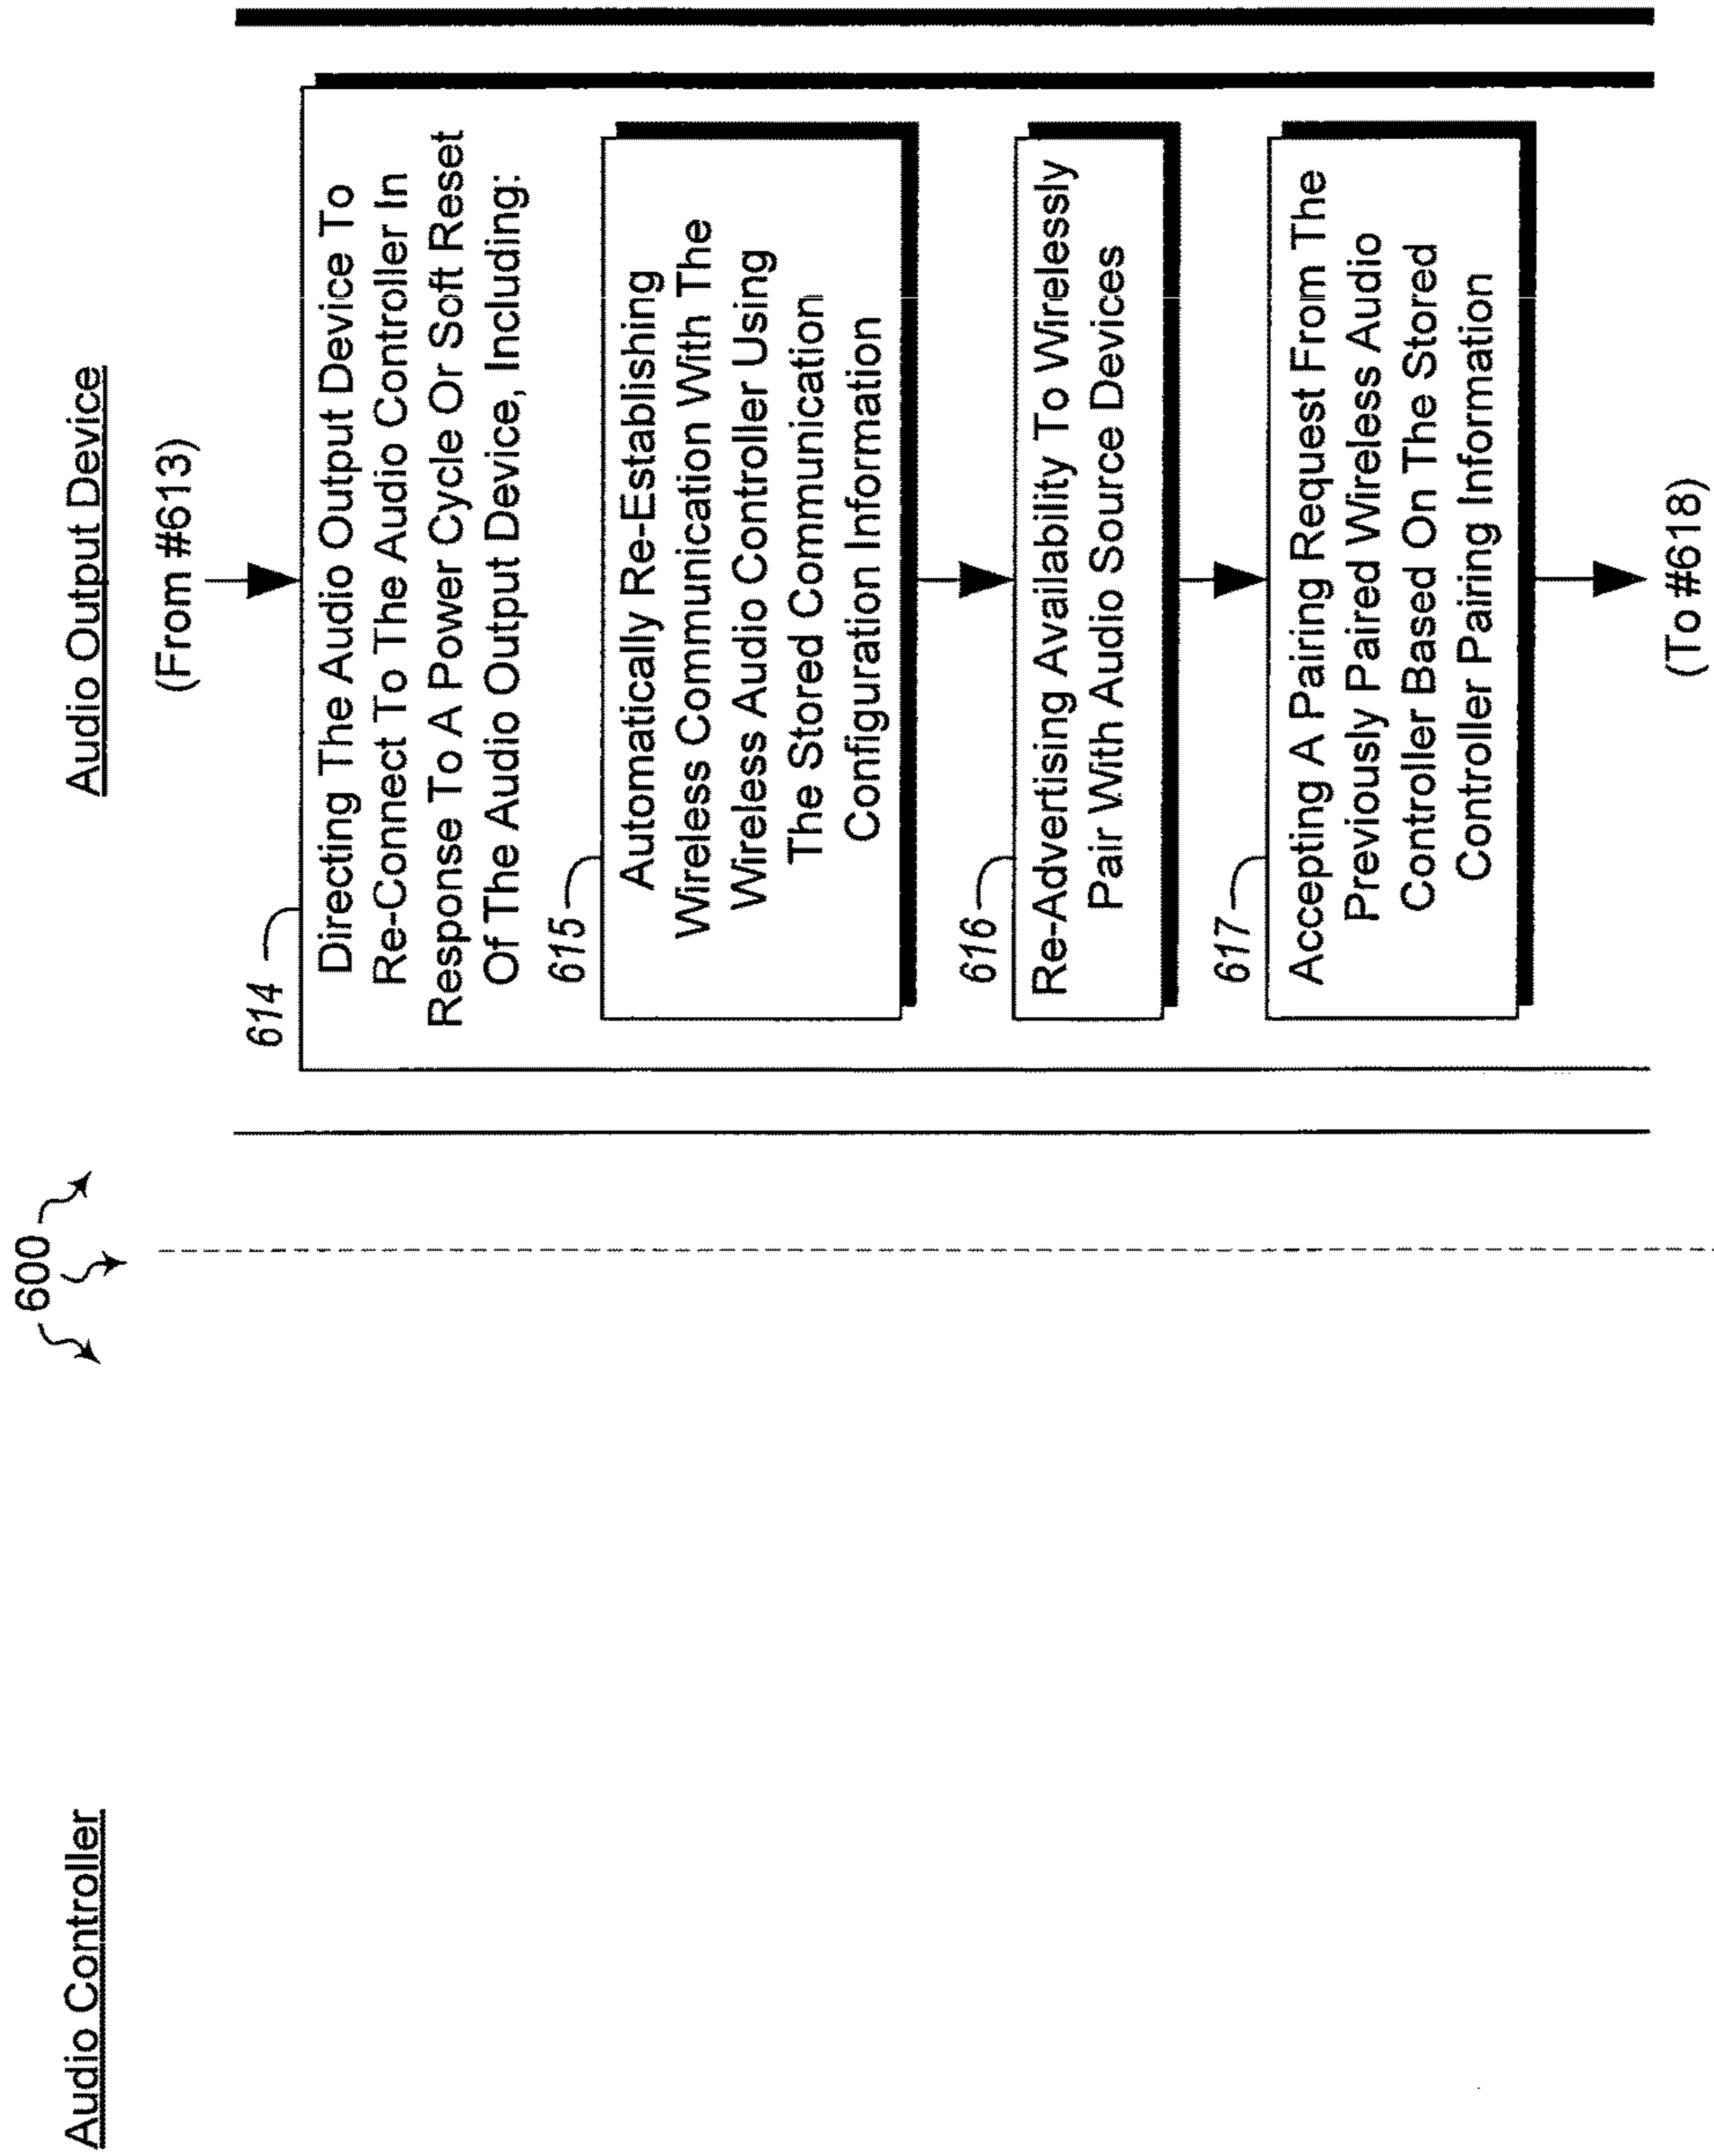 600
Audio Controller
Audio Output Device
(From #613)
614
Directing The Audio Output Device To
Re-Connect To The Audio Controller In
Response To A Power Cycle Or Soft Reset
Of The Audio Output Device, Including:
615
Automatically Re-Establishing
Wireless Communication With The
Wireless Audio Controller Using
The Stored Communication
Configuration Information
616
Re-Advertising Availability To Wirelessly
Pair With Audio Source Devices
617
Accepting A Pairing Request From The
Previously Paired Wireless Audio
Controller Based On The Stored
Controller Pairing Information
(To #618)